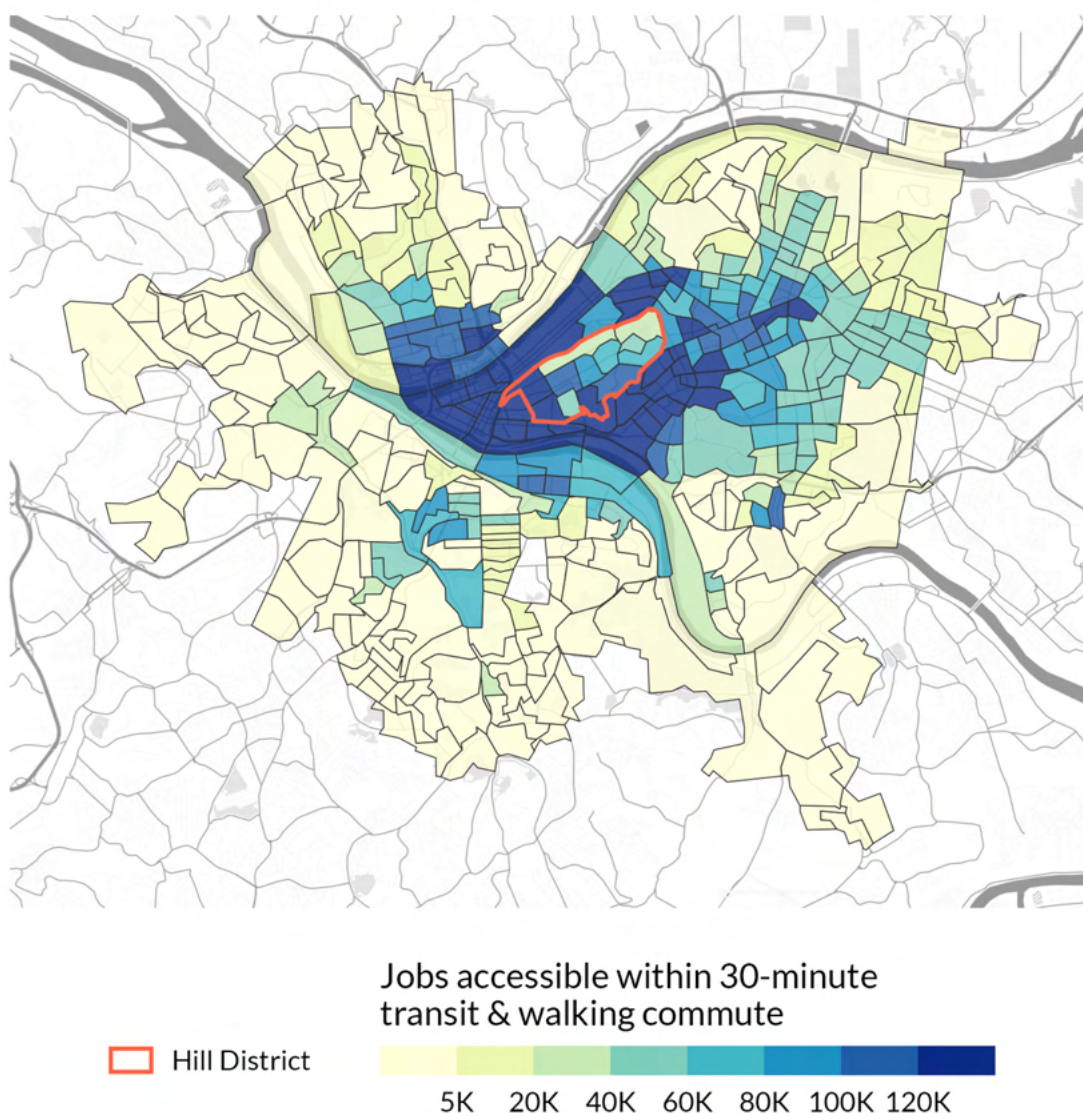 Jobs accessible within 30-minute
transit & walking commute
Hill District
5K 20K 40K 60K 80K 100K 120K